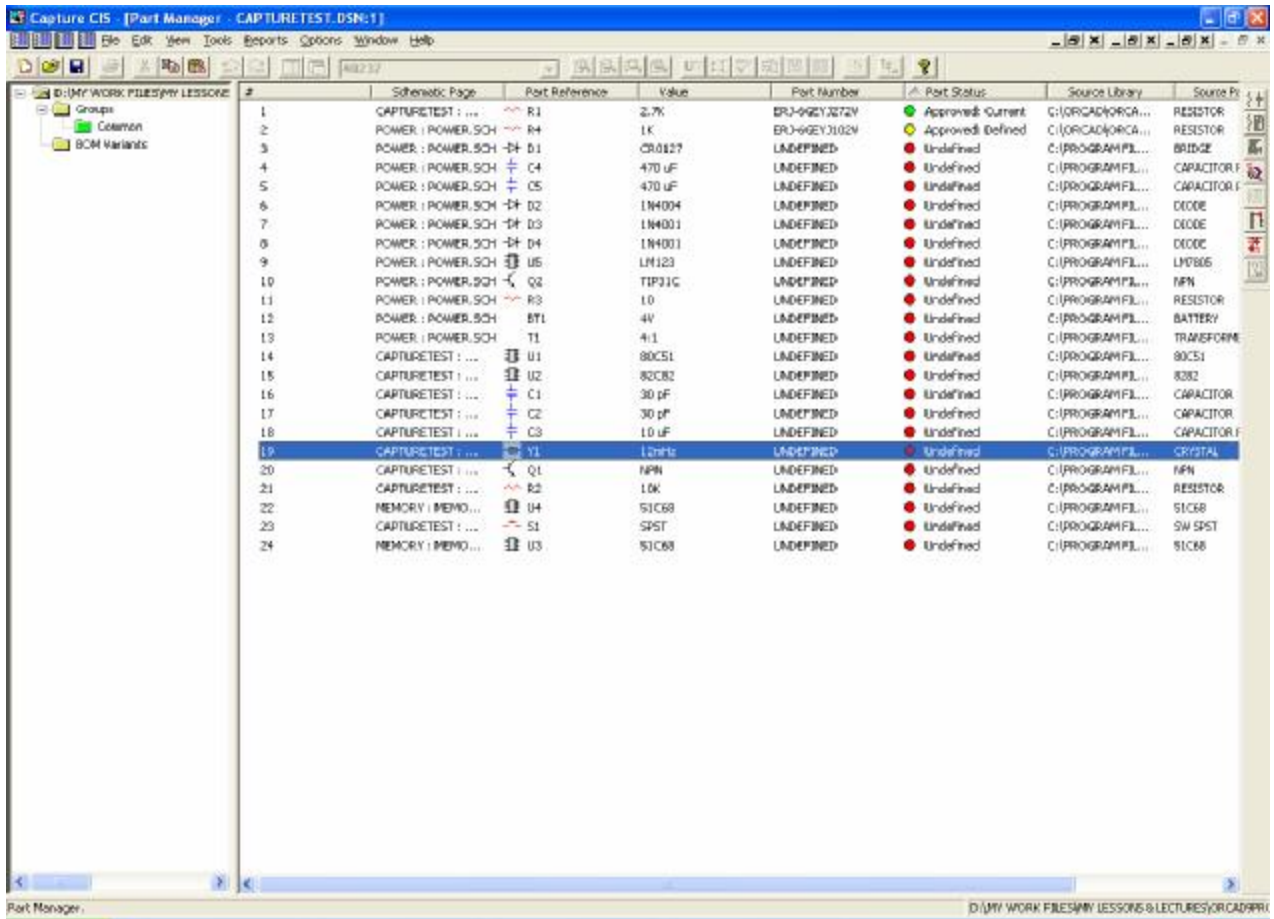 Capture CIS - [Part Manager - CAPTURETEST.DSN:1]
File Edit View Tools Reports Options Window Help
D:\MY WORK FILES\MY LESSONS
Groups
Common
BOM Variants
# Schematic Page Part Reference Value Part Number Part Status Source Library Source Pa
1 CAPTURETEST : ... R1 2.7K ERJ-6GEYJ272V Approved: Current C:\ORCAD\ORCA... RESISTOR
2 POWER : POWER.SCH R4 1K ERJ-6GEYJ102V Approved: Defined C:\ORCAD\ORCA... RESISTOR
3 POWER : POWER.SCH D1 CR0127 UNDEFINED Undefined C:\PROGRAM FIL... BRIDGE
4 POWER : POWER.SCH C4 470 uF UNDEFINED Undefined C:\PROGRAM FIL... CAPACITOR
5 POWER : POWER.SCH C5 470 uF UNDEFINED Undefined C:\PROGRAM FIL... CAPACITOR
6 POWER : POWER.SCH D2 1N4004 UNDEFINED Undefined C:\PROGRAM FIL... DIODE
7 POWER : POWER.SCH D3 1N4001 UNDEFINED Undefined C:\PROGRAM FIL... DIODE
8 POWER : POWER.SCH D4 1N4001 UNDEFINED Undefined C:\PROGRAM FIL... DIODE
9 POWER : POWER.SCH U5 LM123 UNDEFINED Undefined C:\PROGRAM FIL... LM7805
10 POWER : POWER.SCH Q2 TIP31C UNDEFINED Undefined C:\PROGRAM FIL... NPN
11 POWER : POWER.SCH R3 10 UNDEFINED Undefined C:\PROGRAM FIL... RESISTOR
12 POWER : POWER.SCH BT1 4V UNDEFINED Undefined C:\PROGRAM FIL... BATTERY
13 POWER : POWER.SCH T1 4:1 UNDEFINED Undefined C:\PROGRAM FIL... TRANSFORME
14 CAPTURETEST : ... U1 80C51 UNDEFINED Undefined C:\PROGRAM FIL... 80C51
15 CAPTURETEST : ... U2 82C82 UNDEFINED Undefined C:\PROGRAM FIL... 8282
16 CAPTURETEST : ... C1 30 pF UNDEFINED Undefined C:\PROGRAM FIL... CAPACITOR
17 CAPTURETEST : ... C2 30 pF UNDEFINED Undefined C:\PROGRAM FIL... CAPACITOR
18 CAPTURETEST : ... C3 10 uF UNDEFINED Undefined C:\PROGRAM FIL... CAPACITOR
19 CAPTURETEST : ... Y1 12mHz UNDEFINED Undefined C:\PROGRAM FIL... CRYSTAL
20 CAPTURETEST : ... Q1 NPN UNDEFINED Undefined C:\PROGRAM FIL... NPN
21 CAPTURETEST : ... R2 10K UNDEFINED Undefined C:\PROGRAM FIL... RESISTOR
22 MEMORY : MEMO... U4 51C68 UNDEFINED Undefined C:\PROGRAM FIL... 51C68
23 CAPTURETEST : ... S1 SPST UNDEFINED Undefined C:\PROGRAM FIL... SW SPST
24 MEMORY : MEMO... U3 51C68 UNDEFINED Undefined C:\PROGRAM FIL... 51C68
Part Manager.
D:\MY WORK FILES\MY LESSONS & LECTURES\ORCAD9PR